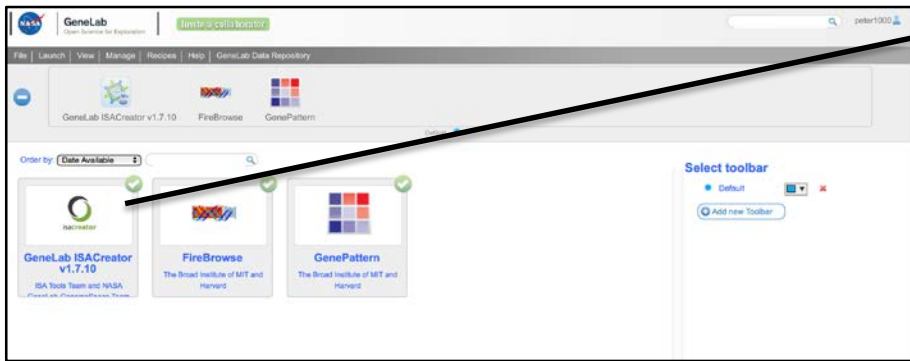 NASA
GeneLab
Open Science for Exploration
Invite a collaborator
peter1000
File | Launch | View | Manage | Recipes | Help | GeneLab Data Repository
GeneLab ISACreator v1.7.10 FireBrowse GenePattern
Default
Order by: Date Available
Select toolbar
Default
Add new Toolbar
isacreator
GeneLab ISACreator v1.7.10
ISA Tools Team and NASA
FireBrowse
The Broad Institute of MIT and Harvard
GenePattern
The Broad Institute of MIT and Harvard